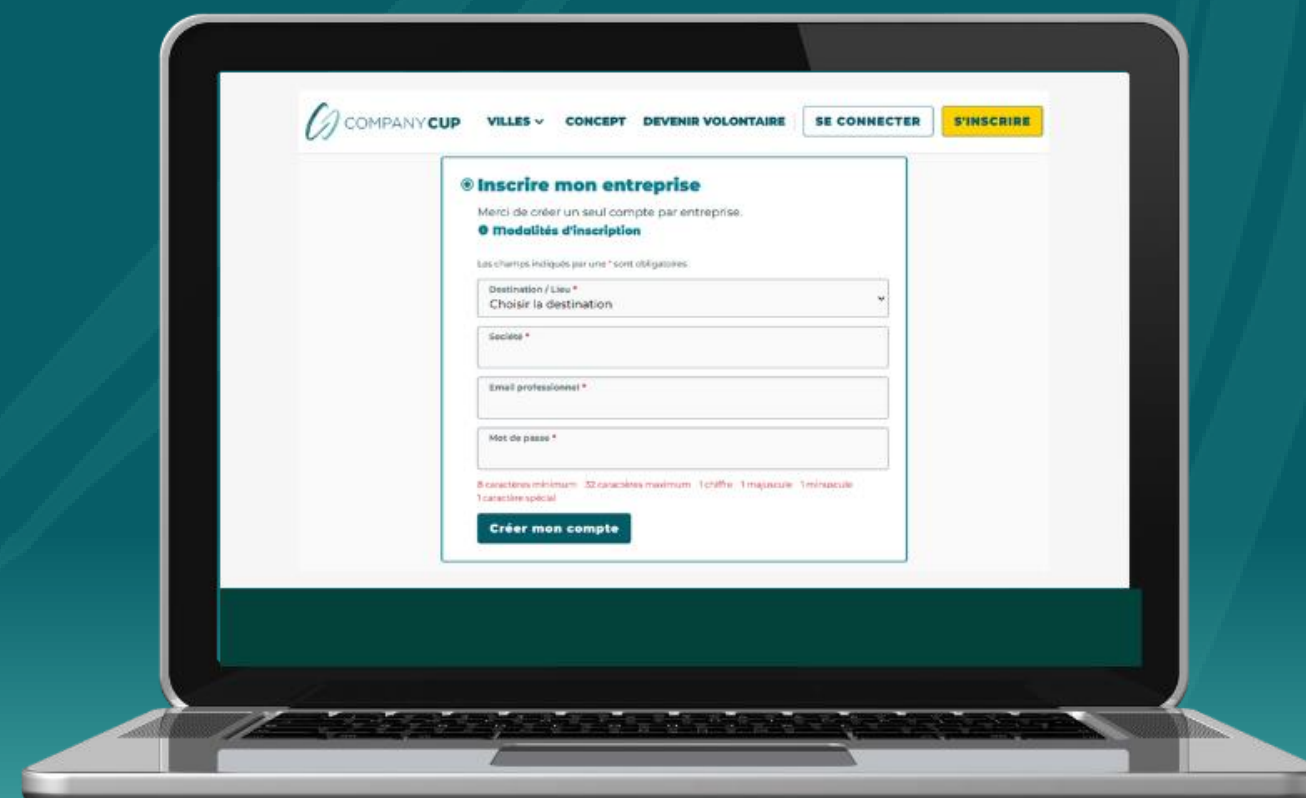 COMPANYCUP VILLES CONCEPT DEVENIR VOLONTAIRE SE CONNECTER S'INSCRIRE
Inscrire mon entreprise
Merci de créer un seul compte par entreprise.
Modalités d'inscription
Les champs indiqués par une * sont obligatoires.
Destination / Lieu *
Choisir la destination
Société *
Email professionnel *
Mot de passe *
8 caractères minimum 32 caractères maximum 1 chiffre 1 majuscule 1 minuscule
1 caractère spécial
Créer mon compte